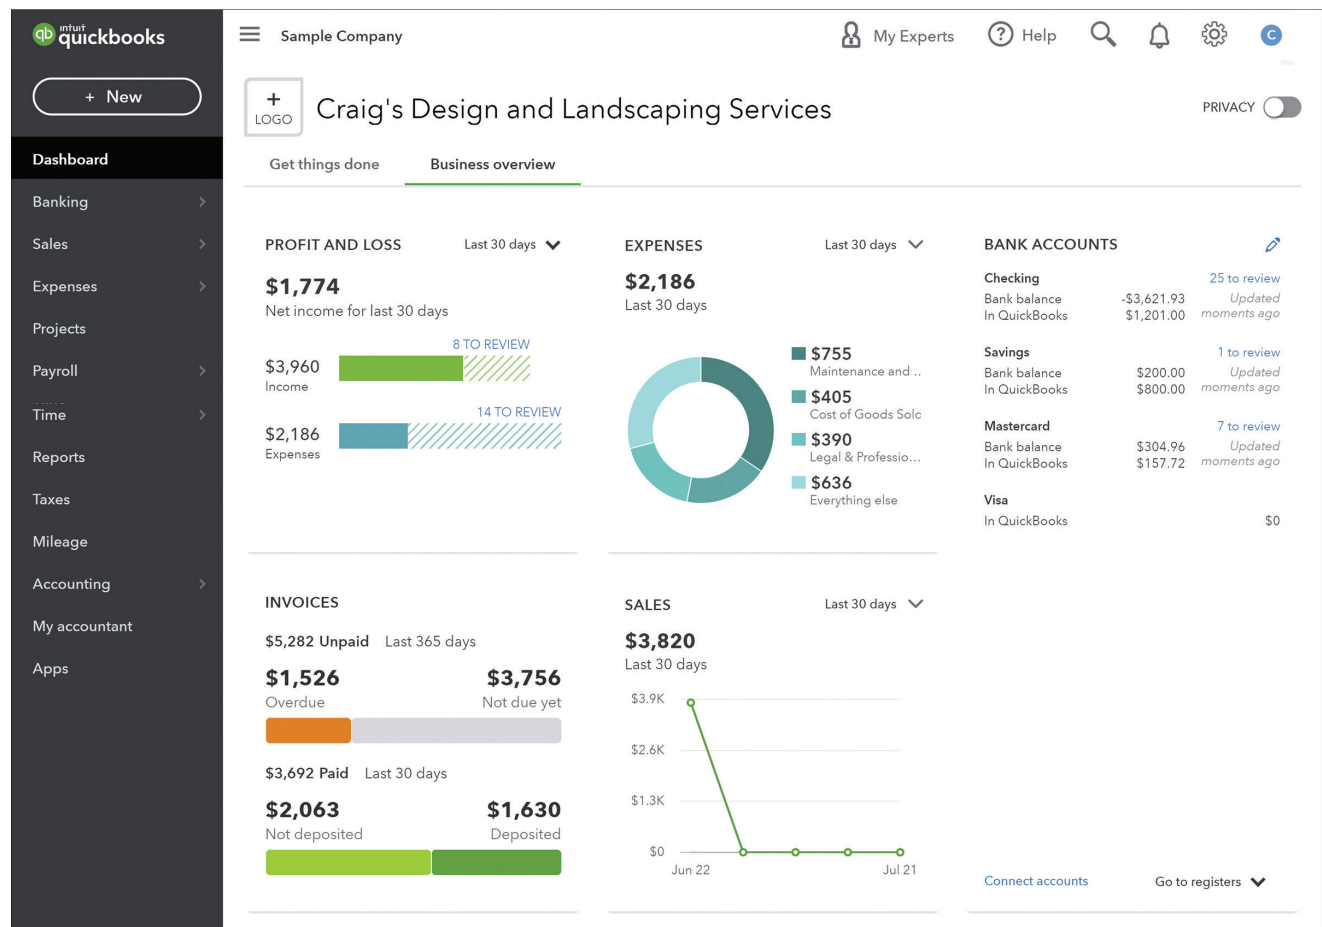 intuit
quickbooks
+ New
Dashboard
Banking
Sales
Expenses
Projects
Payroll
Time
Reports
Taxes
Mileage
Accounting
My accountant
Apps
Sample Company
My Experts
? Help
C
+
LOGO
Craig's Design and Landscaping Services
PRIVACY
Get things done
Business overview
PROFIT AND LOSS Last 30 days
$1,774
Net income for last 30 days
8 TO REVIEW
$3,960
Income
14 TO REVIEW
$2,186
Expenses
EXPENSES Last 30 days
$2,186
Last 30 days
$755
Maintenance and ..
$405
Cost of Goods Solc
$390
Legal & Professio...
$636
Everything else
BANK ACCOUNTS
Checking 25 to review
Bank balance -$3,621.93 Updated
In QuickBooks $1,201.00 moments ago
Savings 1 to review
Bank balance $200.00 Updated
In QuickBooks $800.00 moments ago
Mastercard 7 to review
Bank balance $304.96 Updated
In QuickBooks $157.72 moments ago
Visa
In QuickBooks $0
INVOICES
$5,282 Unpaid Last 365 days
$1,526 $3,756
Overdue Not due yet
$3,692 Paid Last 30 days
$2,063 $1,630
Not deposited Deposited
SALES Last 30 days
$3,820
Last 30 days
$3.9K
$2.6K
$1.3K
$0
Jun 22 Jul 21
Connect accounts Go to registers